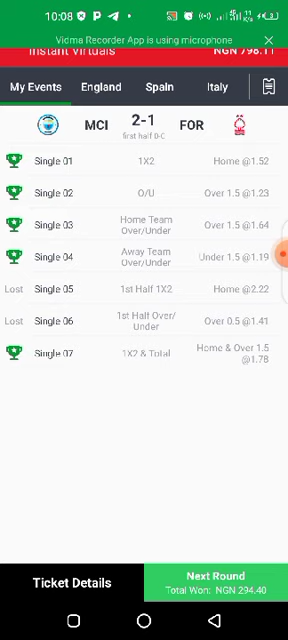 10:08
Vidma Recorder App is using microphone
Instant Virtuals NGN 798.11
My Events England Spain Italy
MCI 2-1 FOR
first half 0-0
Single 01 1X2 Home @1.52
Single 02 O/U Over 1.5 @1.23
Single 03 Home Team Over/Under Over 1.5 @1.64
Single 04 Away Team Over/Under Under 1.5 @1.19
Lost Single 05 1st Half 1X2 Home @2.22
Lost Single 06 1st Half Over/ Under Over 0.5 @1.41
Single 07 1X2 & Total Home & Over 1.5 @1.78
Ticket Details
Next Round
Total Won: NGN 294.40